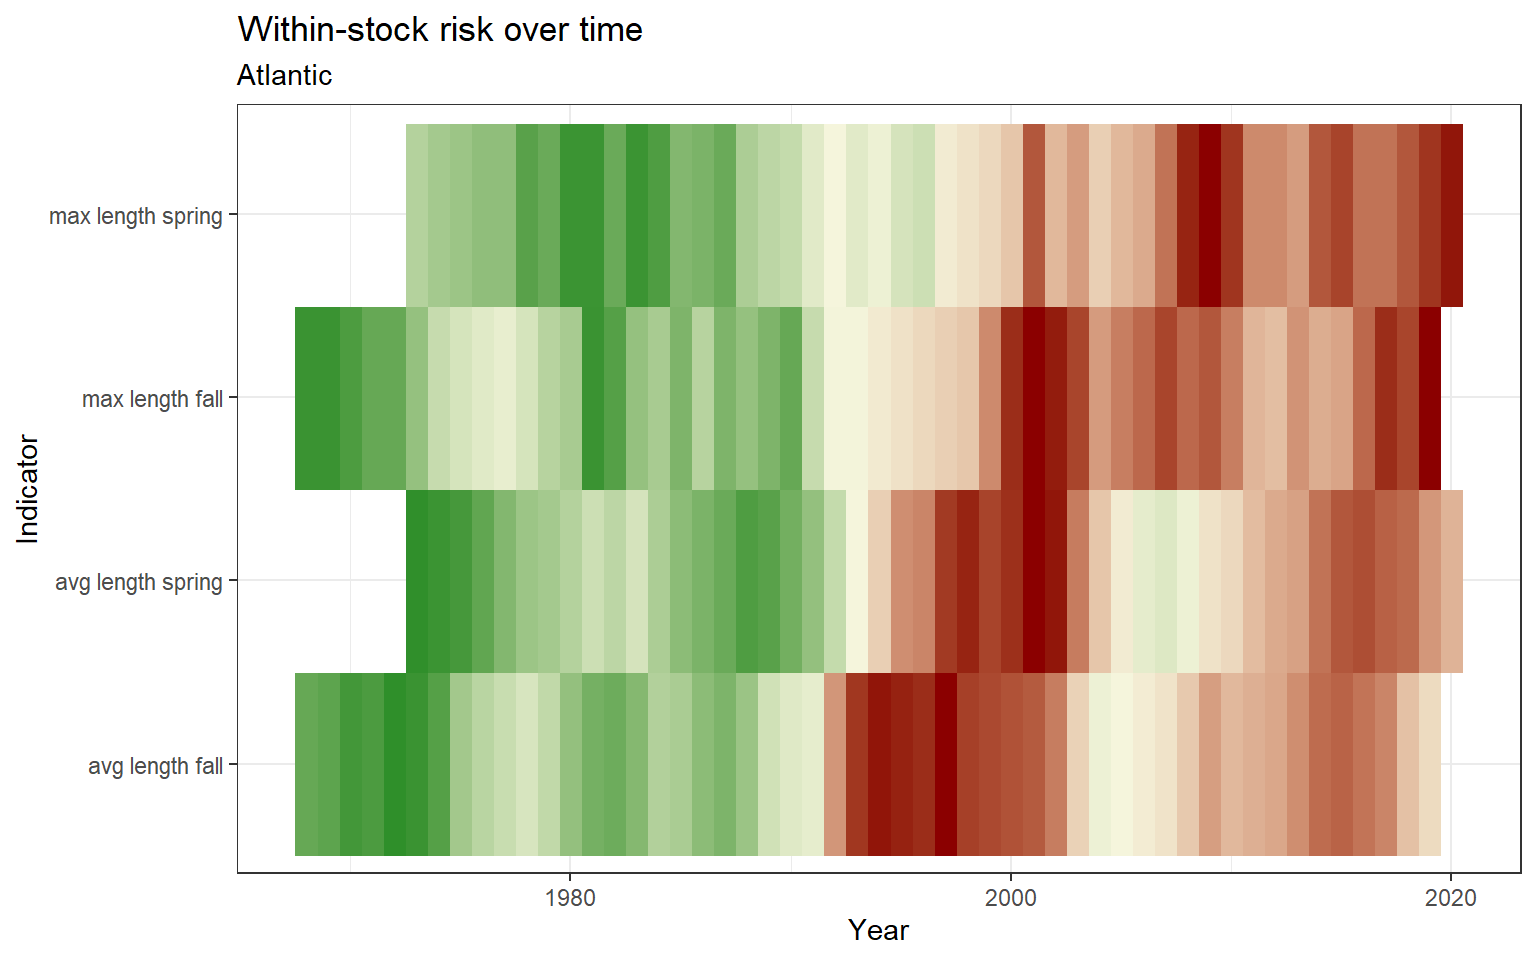 Within-stock risk over time
Atlantic
max length spring
max length fall
avg length spring
avg length fall
Indicator
1980
2000
2020
Year